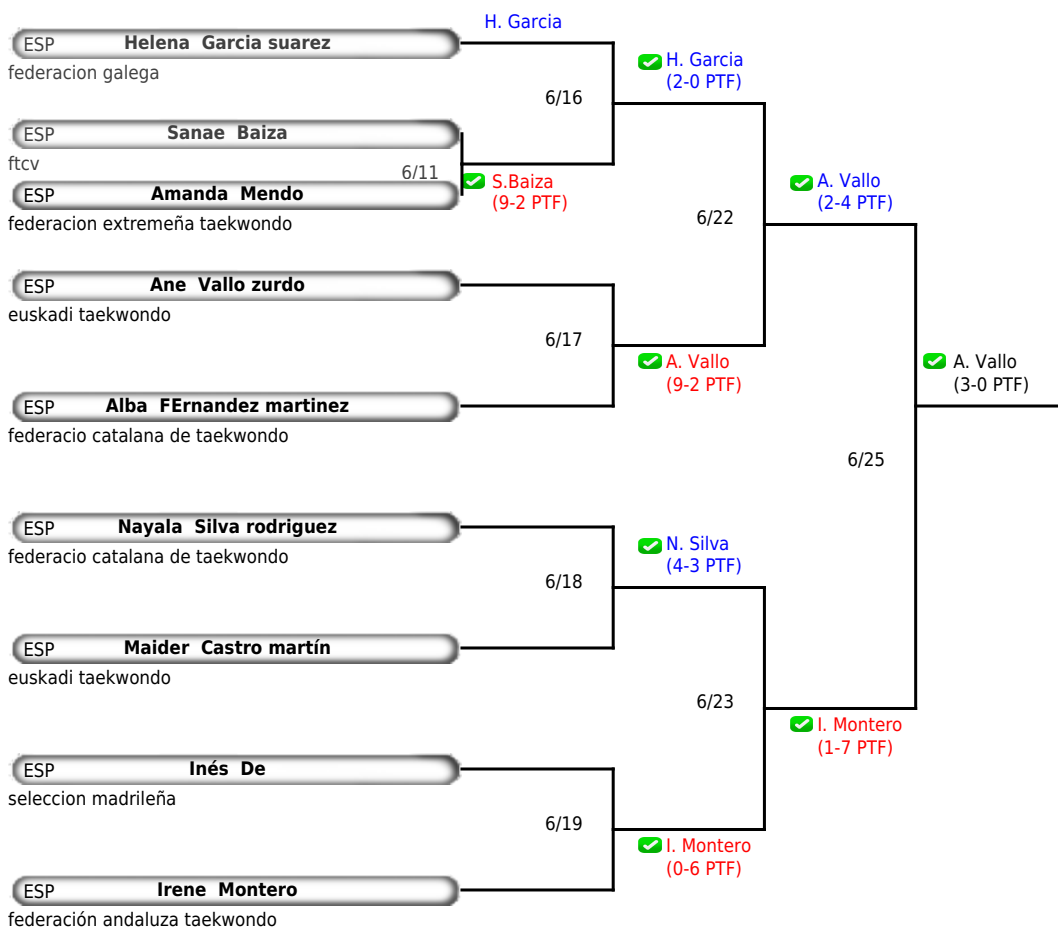 H. Garcia
ESP Helena Garcia suarez
federacion galega
H. Garcia
(2-0 PTF)
6/16
ESP Sanae Baiza
ftcv
6/11
S.Baiza
(9-2 PTF)
ESP Amanda Mendo
federacion extremeña taekwondo
A. Vallo
(2-4 PTF)
6/22
ESP Ane Vallo zurdo
euskadi taekwondo
6/17
A. Vallo
(9-2 PTF)
A. Vallo
(3-0 PTF)
ESP Alba FErnandez martinez
federacio catalana de taekwondo
6/25
ESP Nayala Silva rodriguez
federacio catalana de taekwondo
N. Silva
(4-3 PTF)
6/18
ESP Maider Castro martín
euskadi taekwondo
6/23
I. Montero
(1-7 PTF)
ESP Inés De
seleccion madrileña
6/19
I. Montero
(0-6 PTF)
ESP Irene Montero
federación andaluza taekwondo